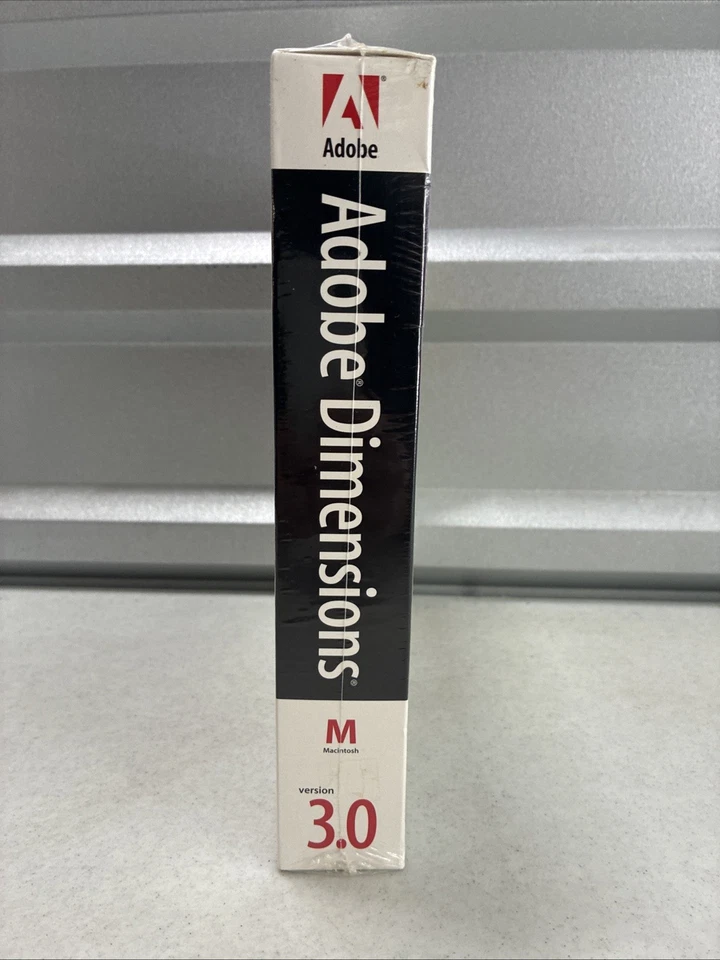 Adobe
Adobe® Dimensions®
M
Macintosh
version
3.0